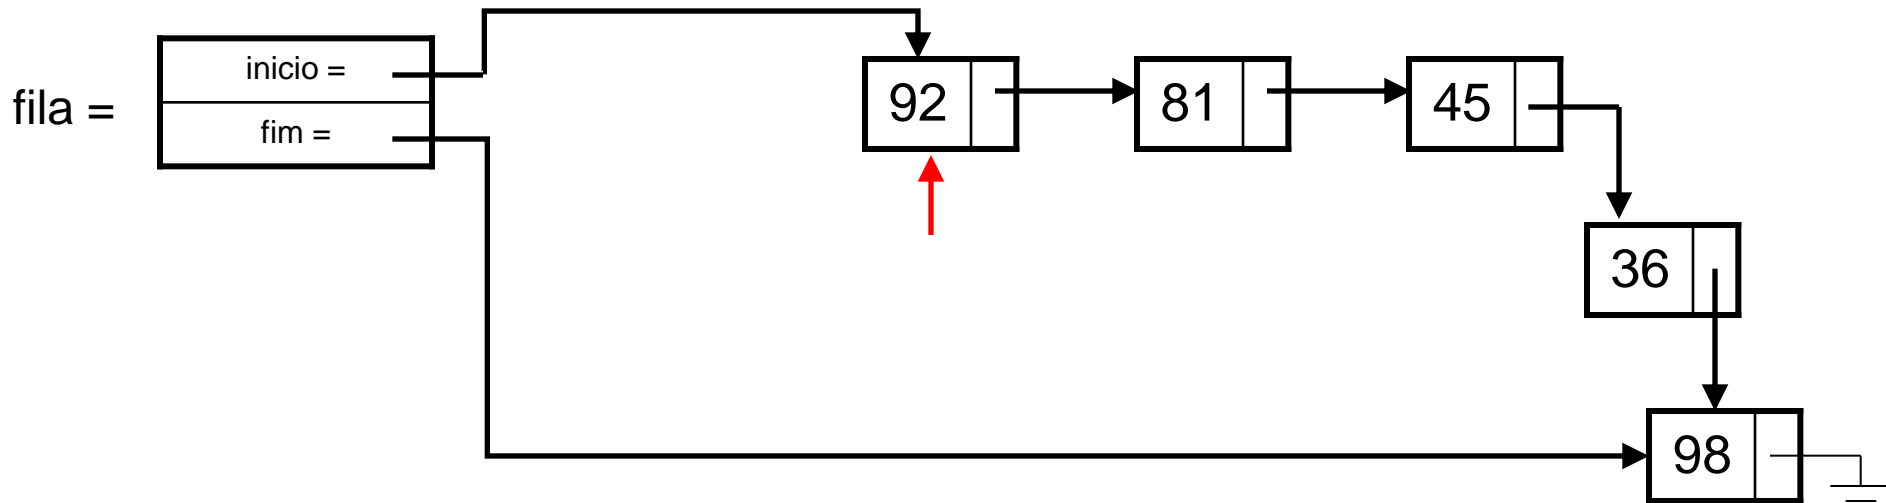 fila =
inicio =
fim =
92
81
45
36
98